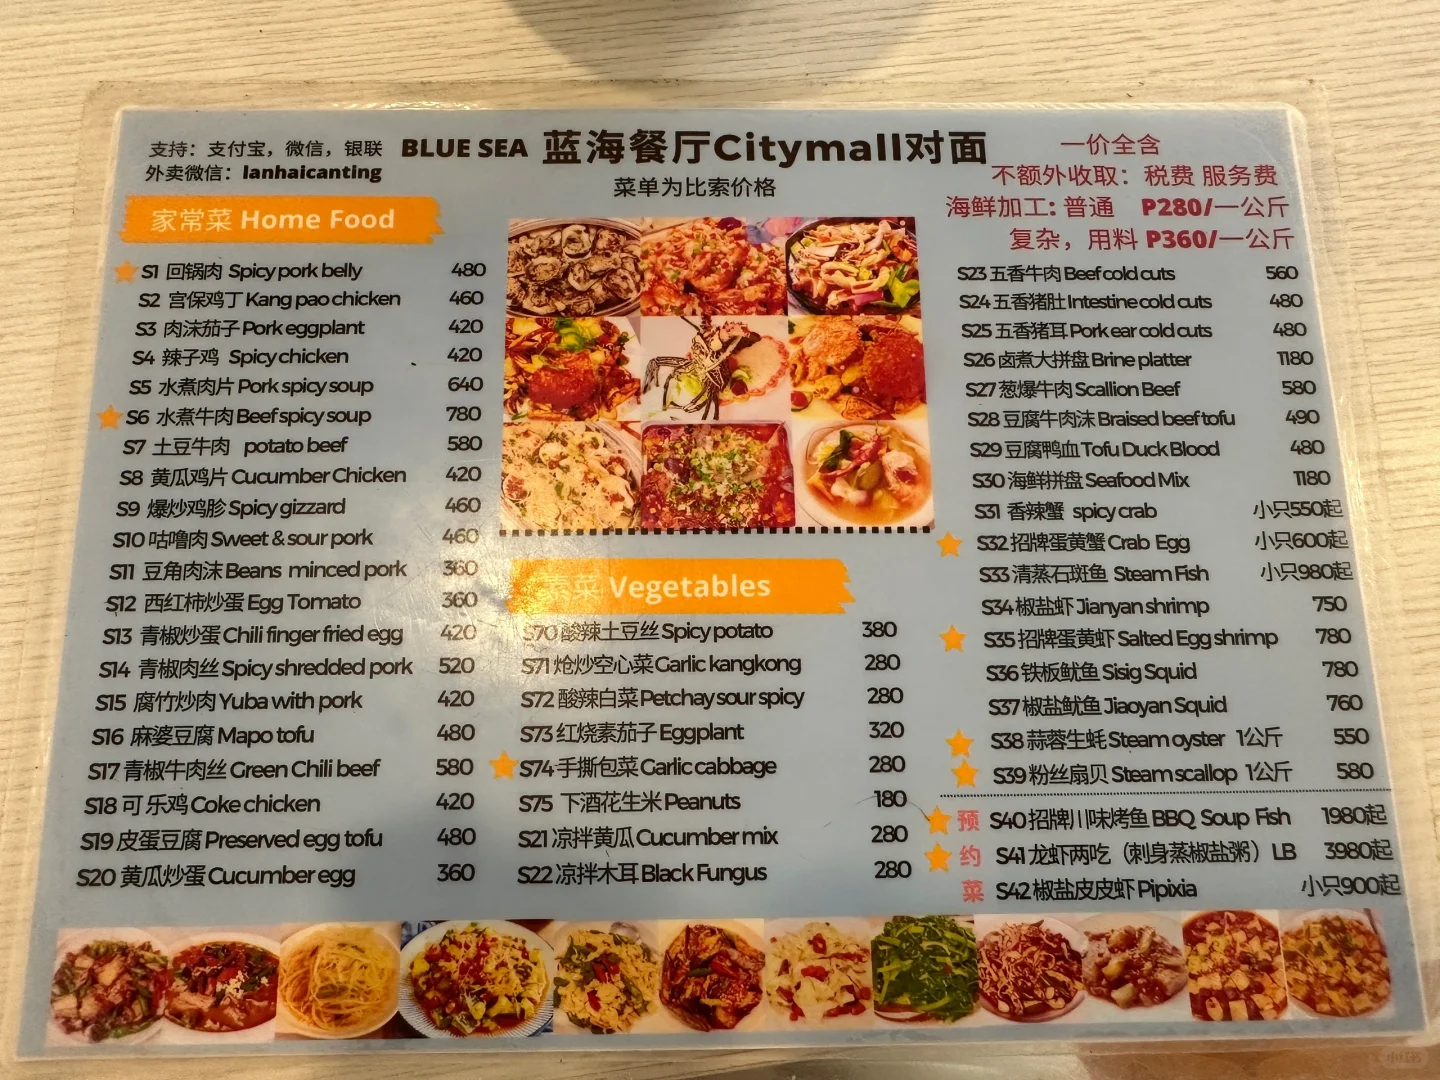 支持：支付宝，微信，银联
外卖微信：lanhaicanting
BLUE SEA 蓝海餐厅Citymall对面
菜单为比索价格
一价全含
不额外收取：税费 服务费
海鲜加工: 普通 P280/一公斤
复杂，用料 P360/一公斤
家常菜 Home Food
S1 回锅肉 Spicy pork belly 480
S2 宫保鸡丁 Kang pao chicken 460
S3 肉沫茄子 Pork eggplant 420
S4 辣子鸡 Spicy chicken 420
S5 水煮肉片 Pork spicy soup 640
S6 水煮牛肉 Beef spicy soup 780
S7 土豆牛肉 potato beef 580
S8 黄瓜鸡片 Cucumber Chicken 420
S9 爆炒鸡胗 Spicy gizzard 460
S10 咕噜肉 Sweet & sour pork 460
S11 豆角肉沫 Beans minced pork 360
S12 西红柿炒蛋 Egg Tomato 360
S13 青椒炒蛋 Chili finger fried egg 420
S14 青椒肉丝 Spicy shredded pork 520
S15 腐竹炒肉 Yuba with pork 420
S16 麻婆豆腐 Mapo tofu 480
S17 青椒牛肉丝 Green Chili beef 580
S18 可乐鸡 Coke chicken 420
S19 皮蛋豆腐 Preserved egg tofu 480
S20 黄瓜炒蛋 Cucumber egg 360
素菜 Vegetables
S70 酸辣土豆丝 Spicy potato 380
S71 炝炒空心菜 Garlic kangkong 280
S72 酸辣白菜 Petchay sour spicy 280
S73 红烧素茄子 Eggplant 320
S74 手撕包菜 Garlic cabbage 280
S75 下酒花生米 Peanuts 180
S21 凉拌黄瓜 Cucumber mix 280
S22 凉拌木耳 Black Fungus 280
S23 五香牛肉 Beef cold cuts 560
S24 五香猪肚 Intestine cold cuts 480
S25 五香猪耳 Pork ear cold cuts 480
S26 卤煮大拼盘 Brine platter 1180
S27 葱爆牛肉 Scallion Beef 580
S28 豆腐牛肉沫 Braised beef tofu 490
S29 豆腐鸭血 Tofu Duck Blood 480
S30 海鲜拼盘 Seafood Mix 1180
S31 香辣蟹 spicy crab 小只550起
S32 招牌蛋黄蟹 Crab Egg 小只600起
S33 清蒸石斑鱼 Steam Fish 小只980起
S34 椒盐虾 Jianyan shrimp 750
S35 招牌蛋黄虾 Salted Egg shrimp 780
S36 铁板鱿鱼 Sisig Squid 780
S37 椒盐鱿鱼 Jiaoyan Squid 760
S38 蒜蓉生蚝 Steam oyster 1公斤 550
S39 粉丝扇贝 Steam scallop 1公斤 580
预约菜
S40 招牌川味烤鱼 BBQ Soup Fish 1980起
S41 龙虾两吃（刺身蒸椒盐粥）LB 3980起
S42 椒盐皮皮虾 Pipixia 小只900起